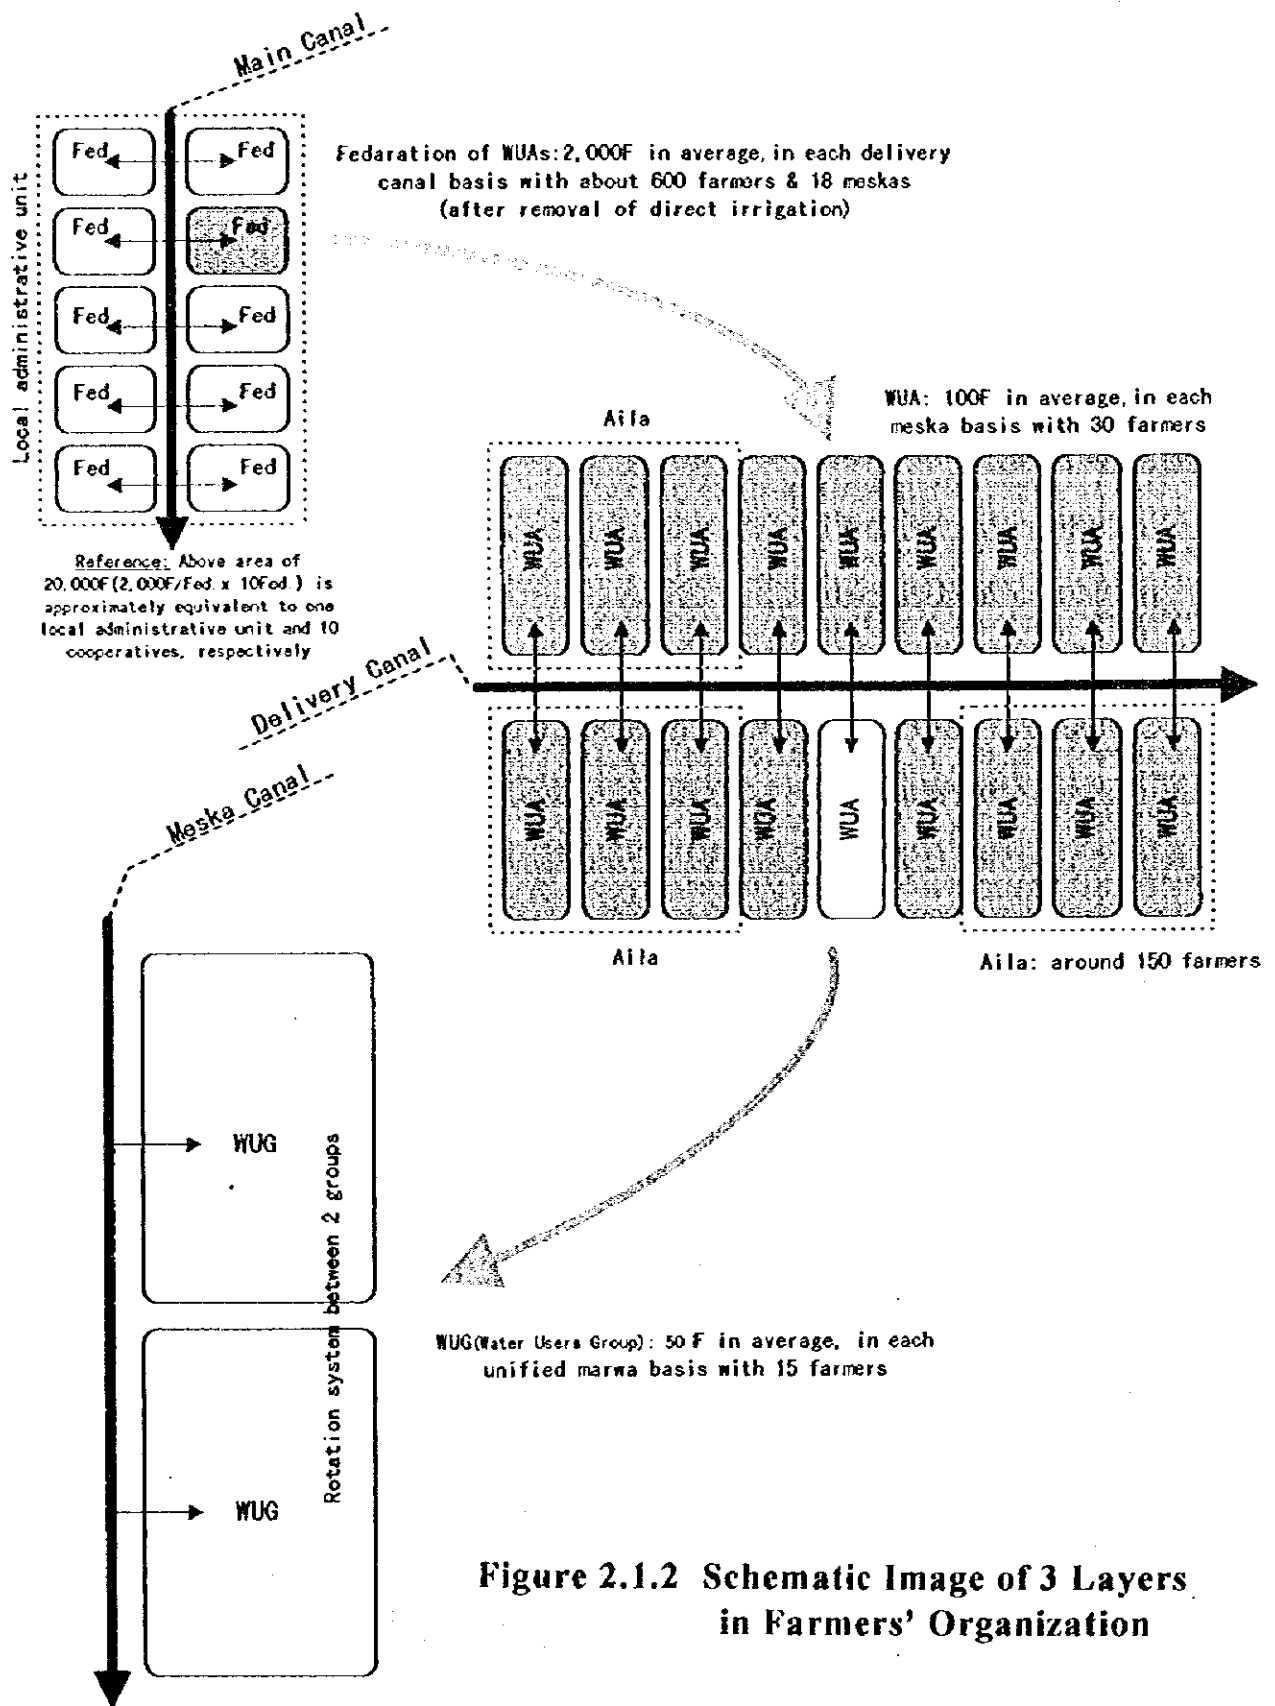 Main Canal
Local administrative unit
Fed Fed
Fed Fed
Fed Fed
Fed Fed
Fed Fed
Fedaration of WUAs:2,000F in average, in each delivery
canal basis with about 600 farmers & 18 meskas
(after removal of direct irrigation)
Reference: Above area of
20,000F(2,000F/Fed. x 10Fed.) is
approximately equivalent to one
local administrative unit and 10
cooperatives, respectively
Aila
WUA: 100F in average, in each
meska basis with 30 farmers
WUA WUA WUA WUA WUA WUA WUA WUA WUA
Delivery Canal
WUA WUA WUA WUA WUA WUA WUA WUA WUA
Aila
Aila: around 150 farmers
Meska Canal
WUG
Rotation system between 2 groups
WUG
WUG(Water Users Group): 50 F in average, in each
unified marwa basis with 15 farmers
Figure 2.1.2 Schematic Image of 3 Layers
in Farmers' Organization